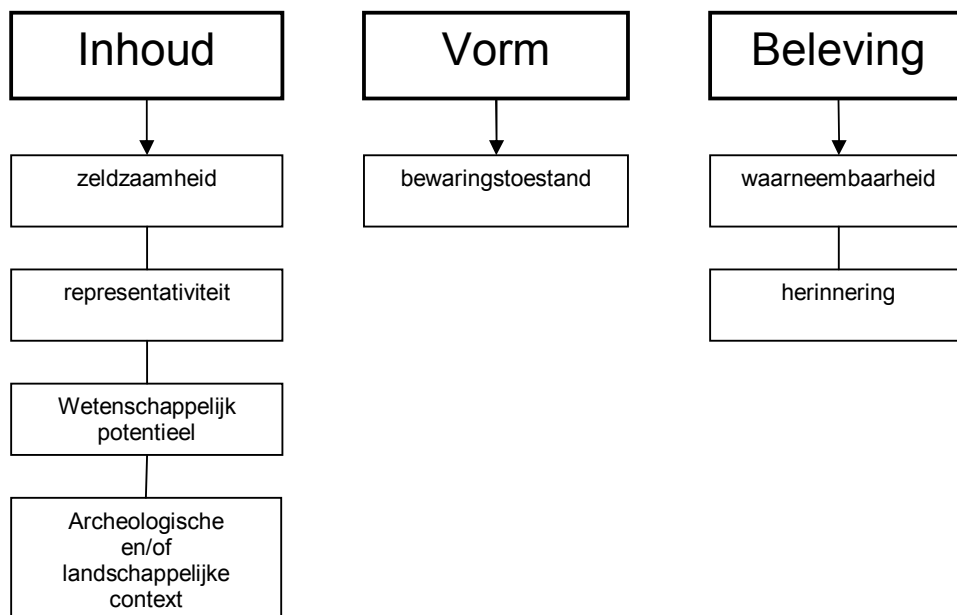 Inhoud
zeldzaamheid
representativiteit
Wetenschappelijk
potentieel
Archeologische
en/of
landschappelijke
context
Vorm
bewaringstoestand
Beleving
waarneembaarheid
herinnering